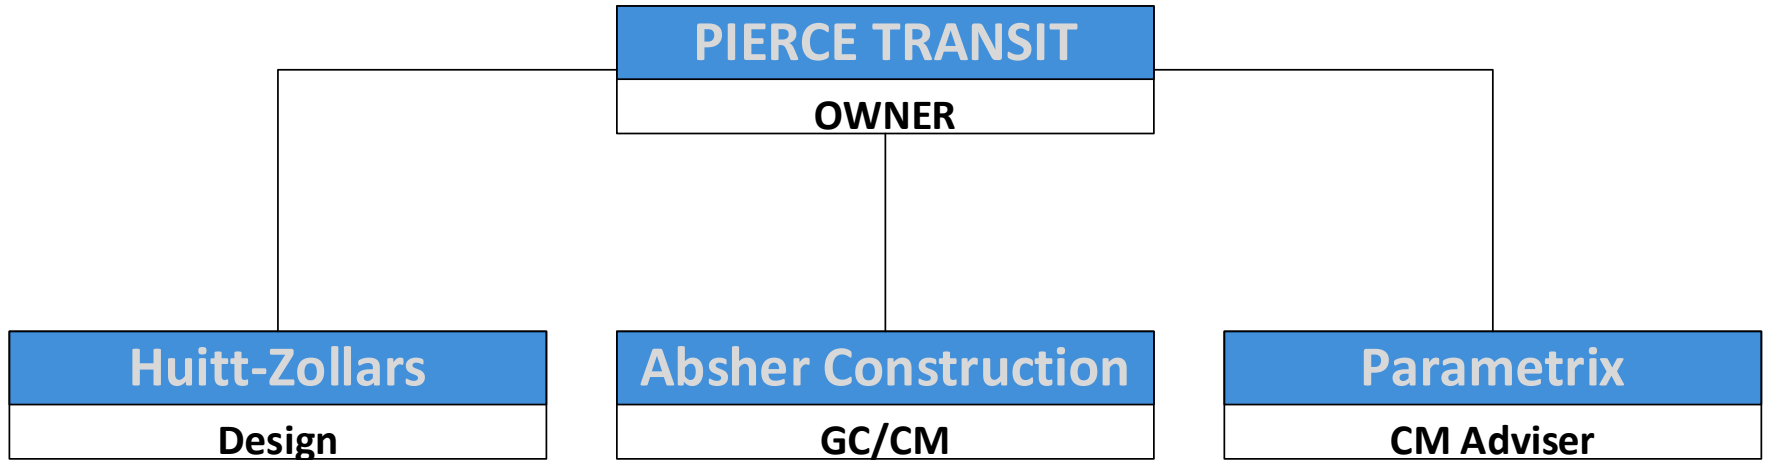 PIERCE TRANSIT
OWNER
Huitt-Zollars
Design
Absher Construction
GC/CM
Parametrix
CM Adviser